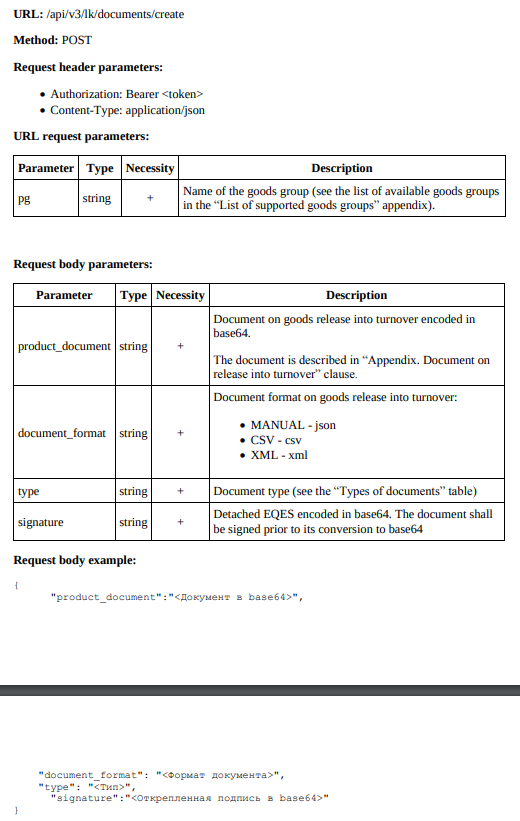 URL: /api/v3/lk/documents/create
Method: POST
Request header parameters:
• Authorization: Bearer <token>
• Content-Type: application/json
URL request parameters:
Parameter Type Necessity Description
pg string + Name of the goods group (see the list of available goods groups
in the “List of supported goods groups” appendix).
Request body parameters:
Parameter Type Necessity Description
product_document string + Document on goods release into turnover encoded in
base64.
The document is described in “Appendix. Document on
release into turnover” clause.
document_format string + Document format on goods release into turnover:
• MANUAL - json
• CSV - csv
• XML - xml
type string + Document type (see the “Types of documents” table)
signature string + Detached EQES encoded in base64. The document shall
be signed prior to its conversion to base64
Request body example:
{
"product_document":"<Документ в base64>",
"document_format": "<Формат документа>",
"type": "<Тип>",
"signature":"<Открепленная подпись в base64>"
}